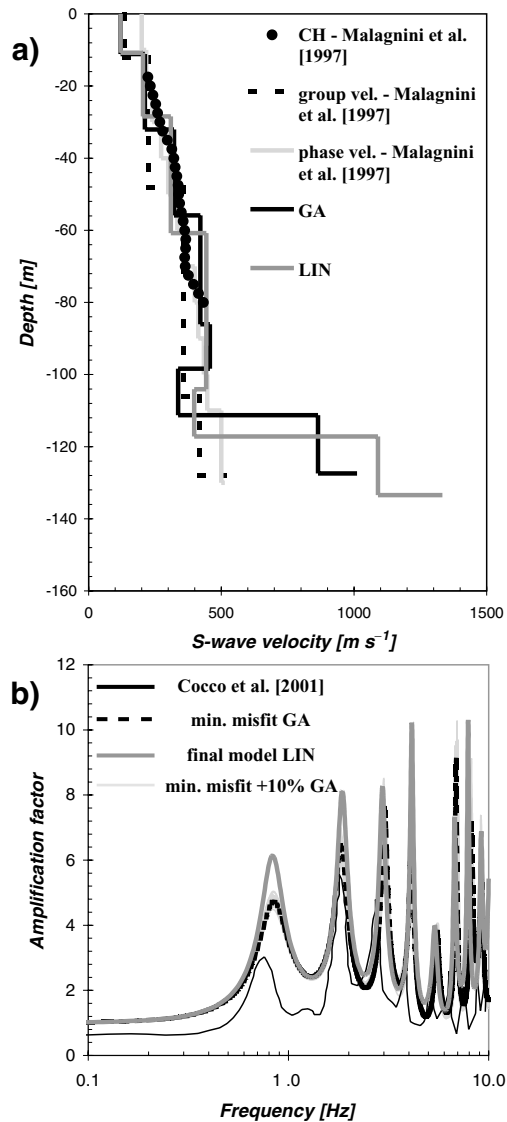 a)
CH - Malagnini et al.
[1997]
group vel. - Malagnini
et al. [1997]
phase vel. - Malagnini
et al. [1997]
GA
LIN
0
-20
-40
-60
-80
-100
-120
-140
-160
Depth [m]
0 500 1000 1500
S-wave velocity [m s⁻¹]
b)
Cocco et al. [2001]
min. misfit GA
final model LIN
min. misfit +10% GA
12
10
8
6
4
2
0
Amplification factor
0.1 1.0 10.0
Frequency [Hz]